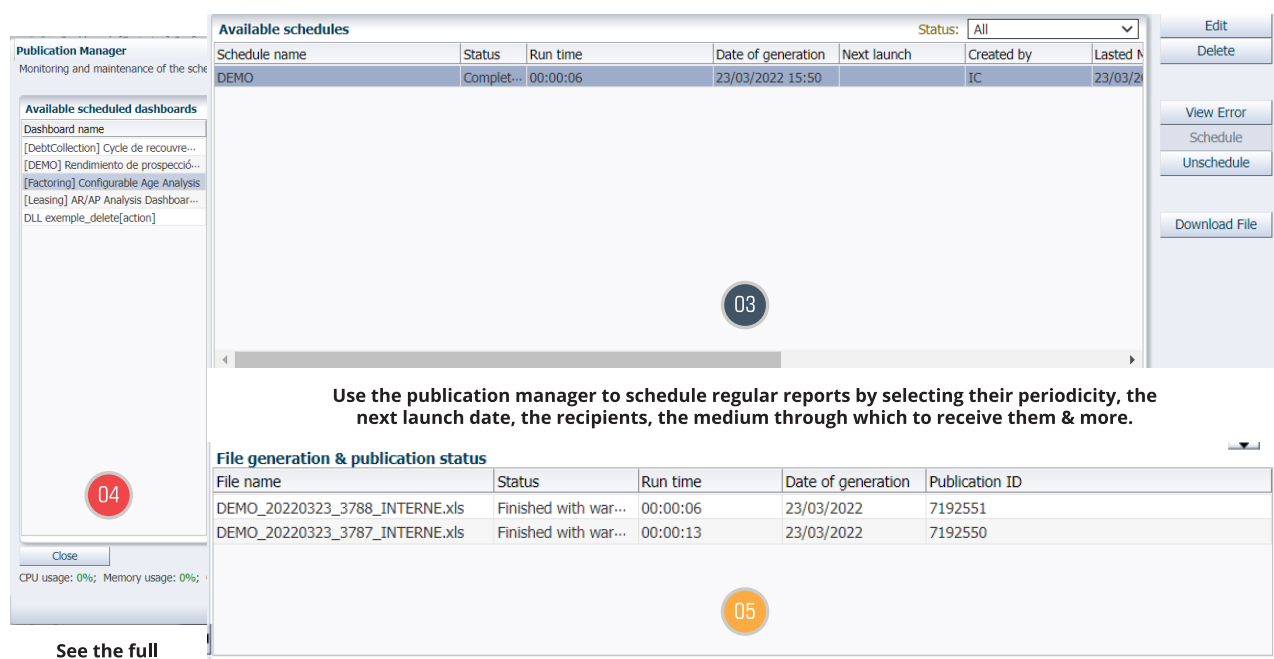 Publication Manager
Monitoring and maintenance of the sche
Available scheduled dashboards
Dashboard name
[DebtCollection] Cycle de recouvre···
[DEMO] Rendimiento de prospecció···
[Factoring] Configurable Age Analysis
[Leasing] AR/AP Analysis Dashboar···
DLL exemple_delete[action]
04
Close
CPU usage: 0%; Memory usage: 0%;
See the full
Available schedules Status: All
Schedule name Status Run time Date of generation Next launch Created by Lasted M
DEMO Complet··· 00:00:06 23/03/2022 15:50 IC 23/03/20
03
Edit
Delete
View Error
Schedule
Unschedule
Download File
Use the publication manager to schedule regular reports by selecting their periodicity, the
next launch date, the recipients, the medium through which to receive them & more.
File generation & publication status
File name Status Run time Date of generation Publication ID
DEMO_20220323_3788_INTERNE.xls Finished with war··· 00:00:06 23/03/2022 7192551
DEMO_20220323_3787_INTERNE.xls Finished with war··· 00:00:13 23/03/2022 7192550
05